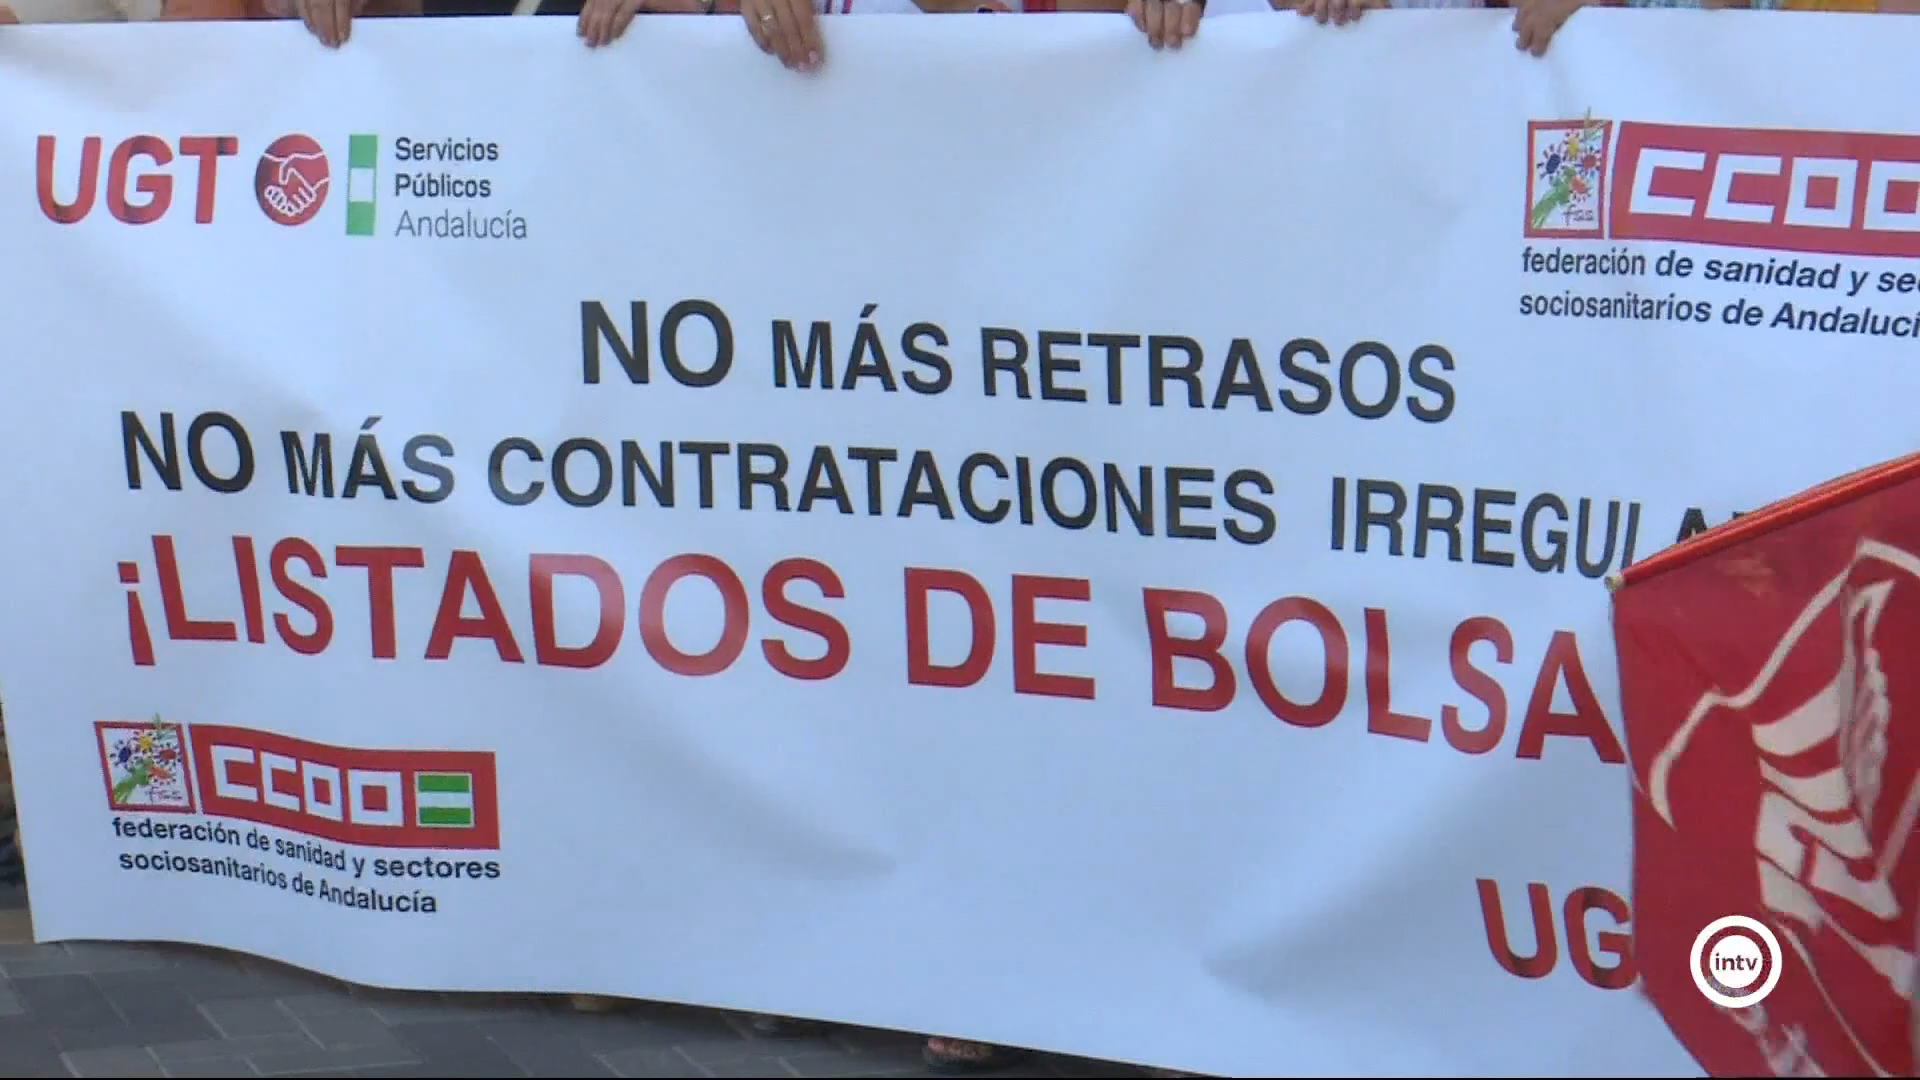 UGT
Servicios
Públicos
Andalucía
CCOO
federación de sanidad y
sociosanitarios de
NO MÁS RETRASOS
NO MÁS CONTRATACIONES
¡LISTADOS DE BOLSA
CCOO
federación de sanidad y sectores
sociosanitarios de Andalucía
intv